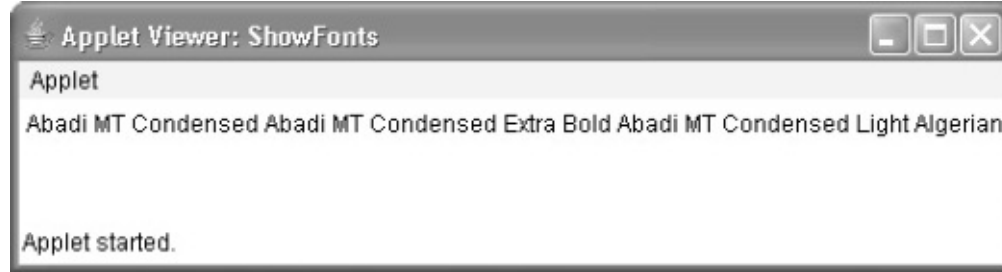 Applet Viewer: ShowFonts
Applet
Abadi MT Condensed Abadi MT Condensed Extra Bold Abadi MT Condensed Light Algerian
Applet started.